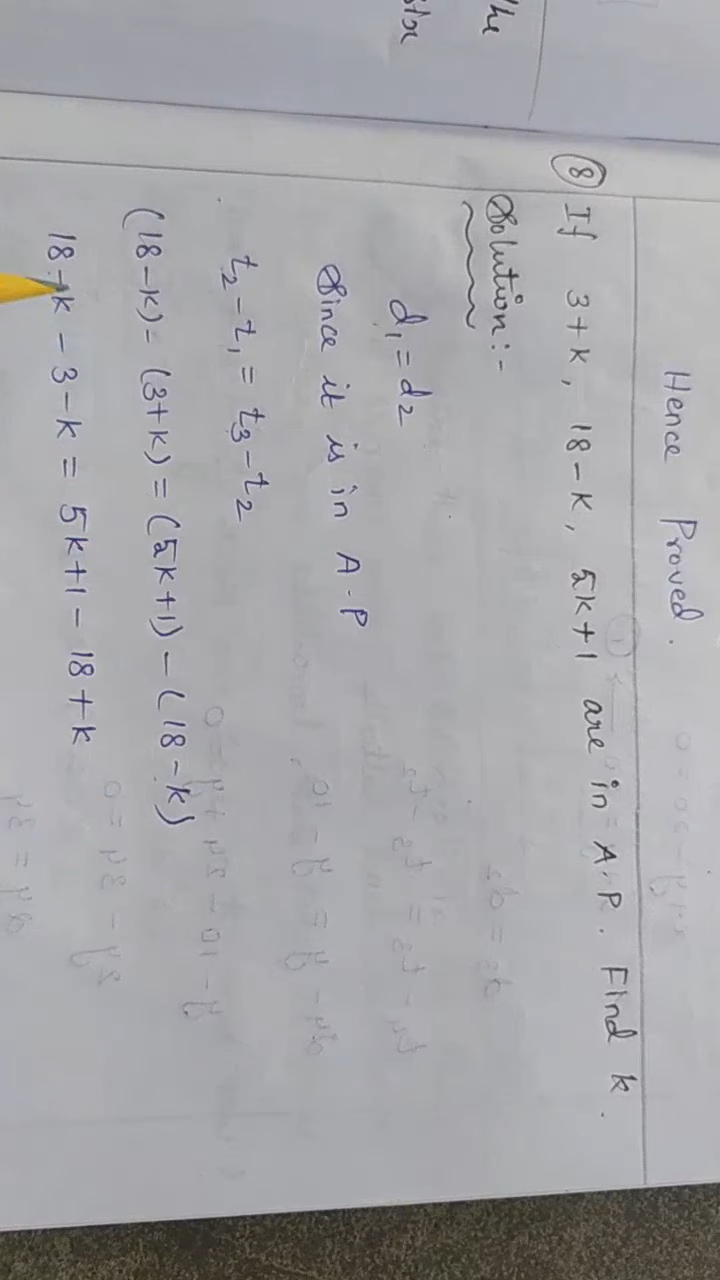 Hence Proved.
⑧ If 3+k, 18-k, 5k+1 are in A.P. Find k.
Solution:-
d₁ = d₂
Since it is in A.P
t₂ - t₁ = t₃ - t₂
(18-k) - (3+k) = (5k+1) - (18-k)
18-k - 3-k = 5k+1 - 18+k